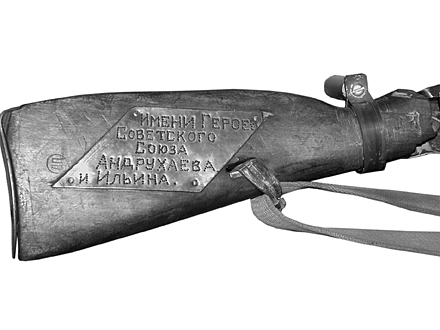 ИМЕНИ ГЕРОЕВ
СОВЕТСКОГО
СОЮЗА
АНДРУХАЕВА
И ИЛЬИНА.